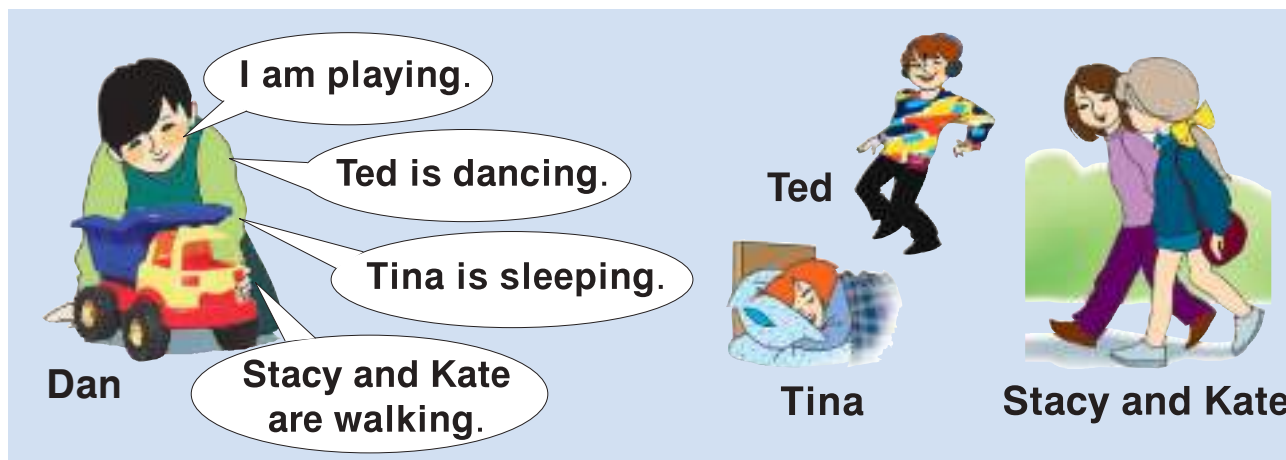 I am playing.
Ted is dancing.
Tina is sleeping.
Stacy and Kate
are walking.
Dan
Ted
Tina
Stacy and Kate